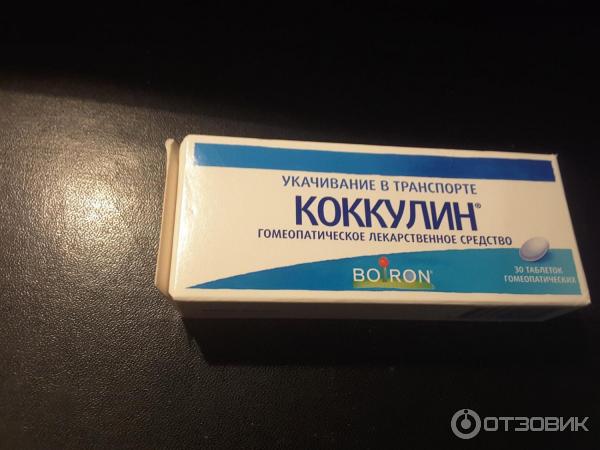 УКАЧИВАНИЕ В ТРАНСПОРТЕ
КОККУЛИН®
ГОМЕОПАТИЧЕСКОЕ ЛЕКАРСТВЕННОЕ СРЕДСТВО
BOIRON®
30 ТАБЛЕТОК
ГОМЕОПАТИЧЕСКИХ
ОТЗОВИК